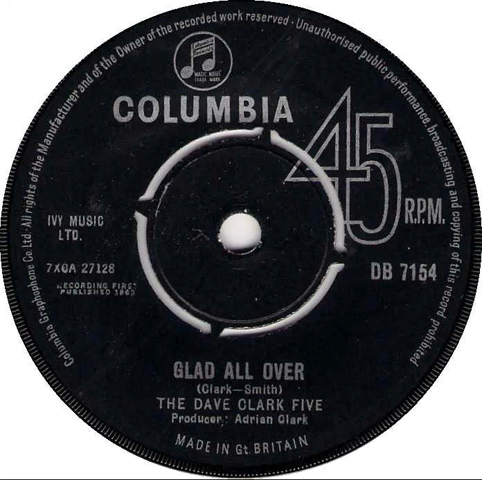 Columbia Graphophone Co. Ltd. All rights of the Manufacturer and of the Owner of the recorded work reserved · Unauthorised public performance, broadcasting and copying of this record prohibited
MAGIC NOTES
TRADE MARK
COLUMBIA
45
R.P.M.
IVY MUSIC
LTD.
7XCA 27128
DB 7154
RECORDING FIRST
PUBLISHED 1963
GLAD ALL OVER
(Clark—Smith)
THE DAVE CLARK FIVE
Producer: Adrian Clark
MADE IN Gt. BRITAIN